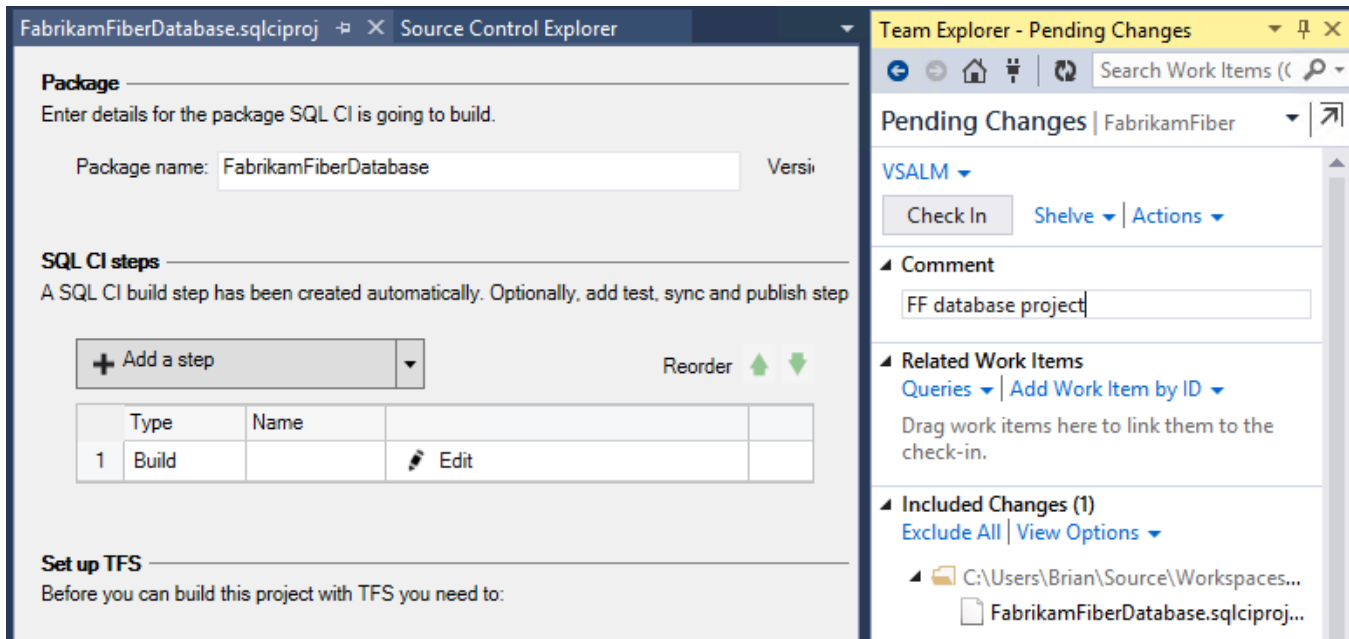 FabrikamFiberDatabase.sqlciproj
Source Control Explorer
Package
Enter details for the package SQL CI is going to build.
Package name: FabrikamFiberDatabase
SQL CI steps
A SQL CI build step has been created automatically. Optionally, add test, sync and publish step
Add a step
Reorder
Type Name
1 Build Edit
Set up TFS
Before you can build this project with TFS you need to:
Team Explorer - Pending Changes
Search Work Items ((
Pending Changes | FabrikamFiber
VSALM
Check In Shelve | Actions
Comment
FF database project
Related Work Items
Queries | Add Work Item by ID
Drag work items here to link them to the
check-in.
Included Changes (1)
Exclude All | View Options
C:\Users\Brian\Source\Workspaces...
FabrikamFiberDatabase.sqlciproj...